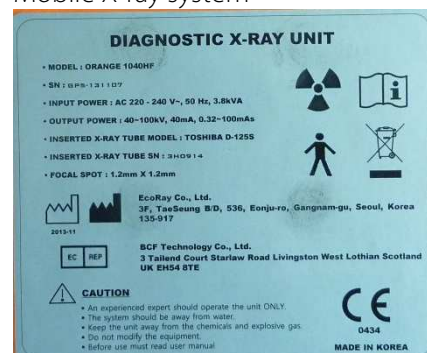 Mobile X-ray system
DIAGNOSTIC X-RAY UNIT
• MODEL : ORANGE 1040HF
• SN : GPS-131107
• INPUT POWER : AC 220 - 240 V~, 50 Hz, 3.8kVA
• OUTPUT POWER : 40~100kV, 40mA, 0.32~100mAs
• INSERTED X-RAY TUBE MODEL : TOSHIBA D-125S
• INSERTED X-RAY TUBE SN : 3H0914
• FOCAL SPOT : 1.2mm X 1.2mm
2013-11
EcoRay Co., Ltd.
3F, TaeSeung B/D, 536, Eonju-ro, Gangnam-gu, Seoul, Korea
135-917
EC REP
BCF Technology Co., Ltd.
3 Tailend Court Starlaw Road Livingston West Lothian Scotland
UK EH54 8TE
CAUTION
• An experienced expert should operate the unit ONLY.
• The system should be away from water.
• Keep the unit away from the chemicals and explosive gas.
• Do not modify the equipment.
• Before use must read user manual
CE
0434
MADE IN KOREA